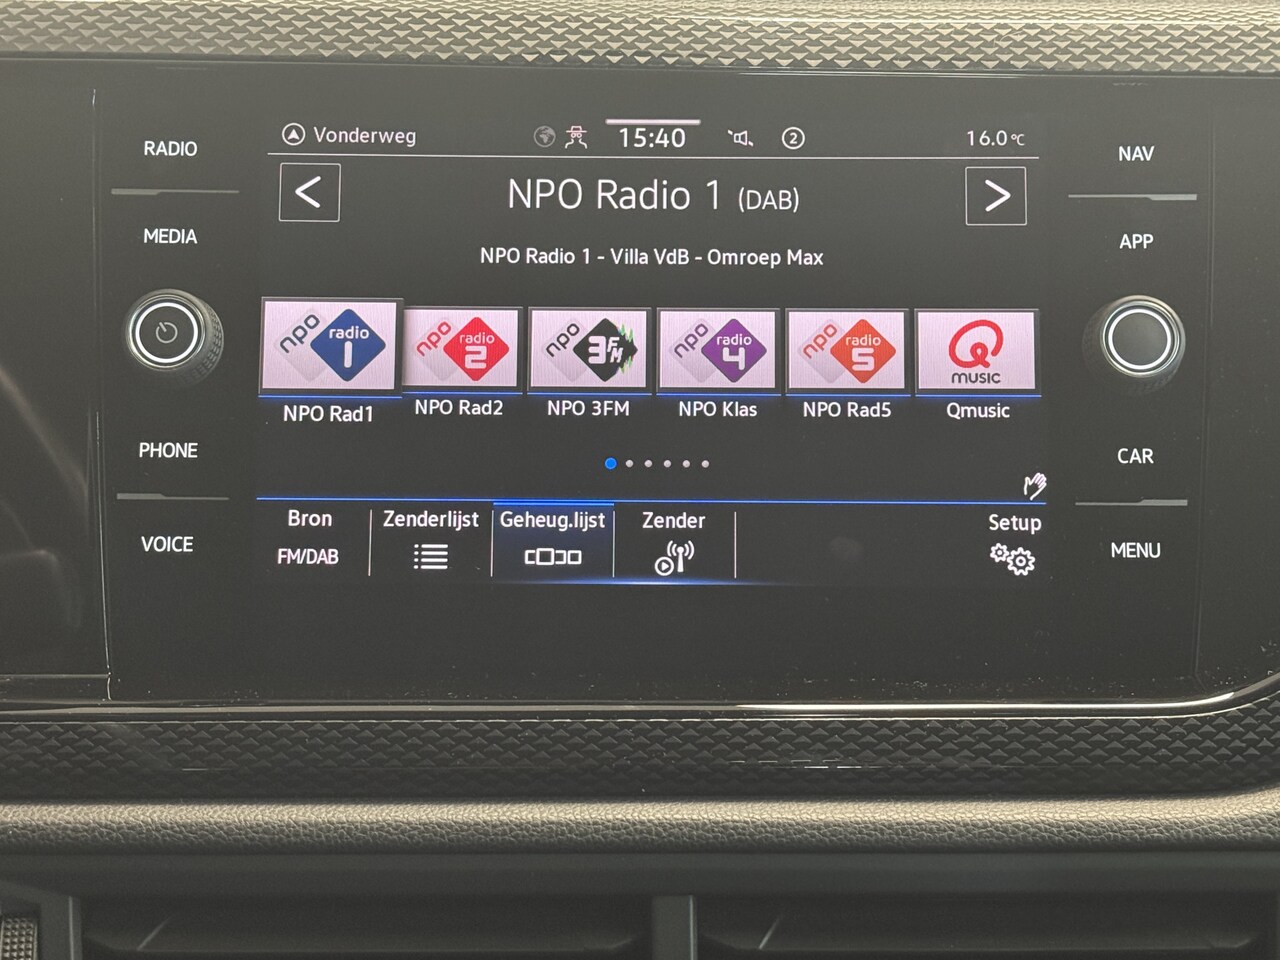 RADIO
MEDIA
PHONE
VOICE
Vonderweg
15:40
2
16.0°C
<
NPO Radio 1 (DAB)
>
NPO Radio 1 - Villa VdB - Omroep Max
npo radio 1
npo radio 2
npo 3FM
npo radio 4
npo radio 5
Q MUSIC
NPO Rad1
NPO Rad2
NPO 3FM
NPO Klas
NPO Rad5
Qmusic
Bron
Zenderlijst
Geheug.lijst
Zender
Setup
FM/DAB
NAV
APP
CAR
MENU